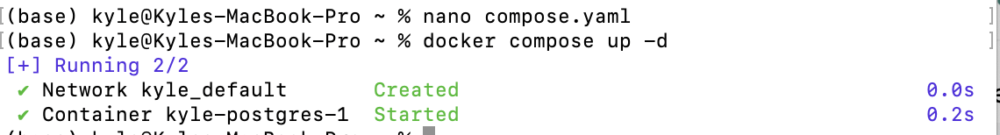 [(base) kyle@Kyles-MacBook-Pro ~ % nano compose.yaml ]
[(base) kyle@Kyles-MacBook-Pro ~ % docker compose up -d ]
[+] Running 2/2
✔ Network kyle_default Created 0.0s
✔ Container kyle-postgres-1 Started 0.2s
(base) kyle@Kyles-MacBook-Pro ~ %